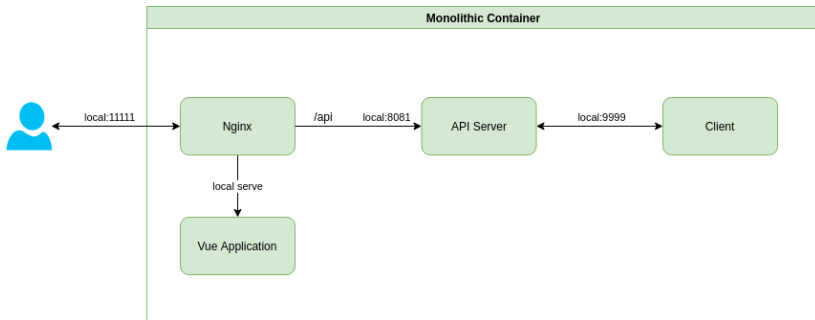 Monolithic Container
local:11111
Nginx
/api
local:8081
API Server
local:9999
Client
local serve
Vue Application